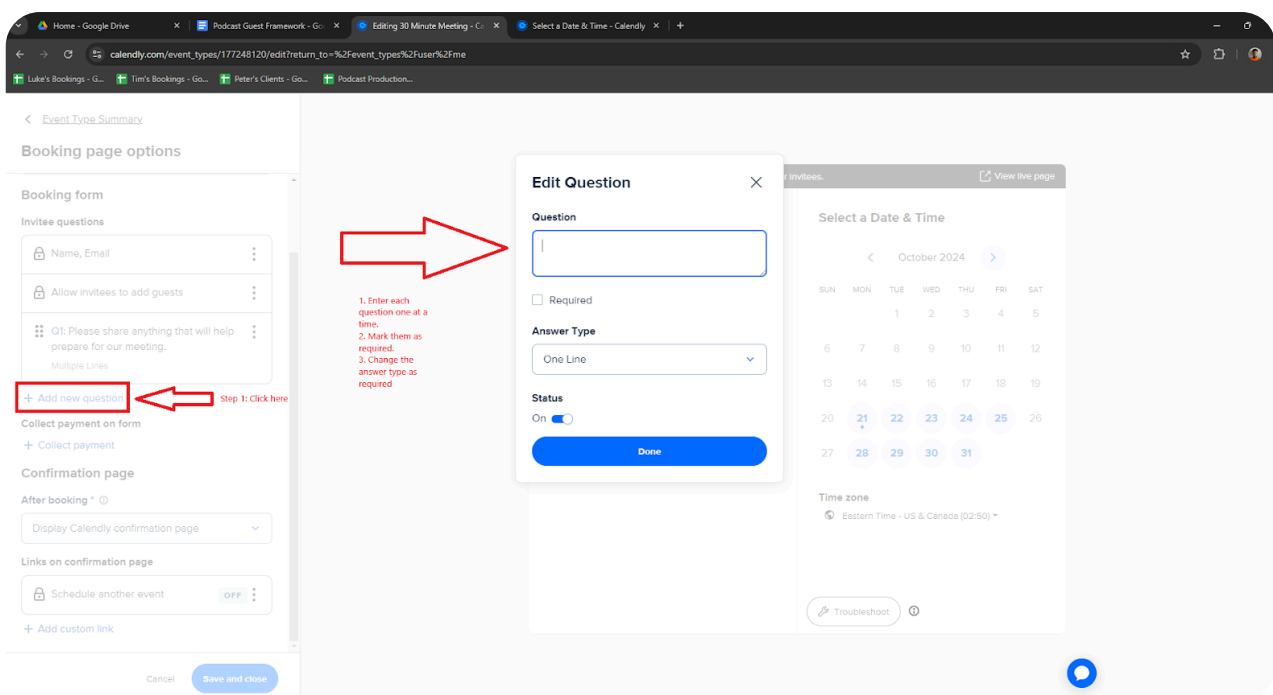 Home - Google Drive
Podcast Guest Framework - Go
Editing 30 Minute Meeting - Ca
Select a Date & Time - Calendly
calendly.com/event_types/177248120/edit?return_to=%2Fevent_types%2Fuser%2Fme
Luke's Bookings - G...
Tim's Bookings - Go...
Peter's Clients - Go...
Podcast Production...
Event Type Summary
Booking page options
Booking form
Invitee questions
Name, Email
Allow invitees to add guests
Q1: Please share anything that will help
prepare for our meeting.
Multiple Lines
+ Add new question
Step 1: Click here
Collect payment on form
+ Collect payment
Confirmation page
After booking *
Display Calendly confirmation page
Links on confirmation page
Schedule another event
OFF
+ Add custom link
Cancel
Save and close
1. Enter each
question one at a
time.
2. Mark them as
required.
3. Change the
answer type as
required
Edit Question
Question
Required
Answer Type
One Line
Status
On
Done
invitees.
View live page
Select a Date & Time
October 2024
SUN MON TUE WED THU FRI SAT
1 2 3 4 5
6 7 8 9 10 11 12
13 14 15 16 17 18 19
20 21 22 23 24 25 26
27 28 29 30 31
Time zone
Eastern Time - US & Canada (02:50)
Troubleshoot